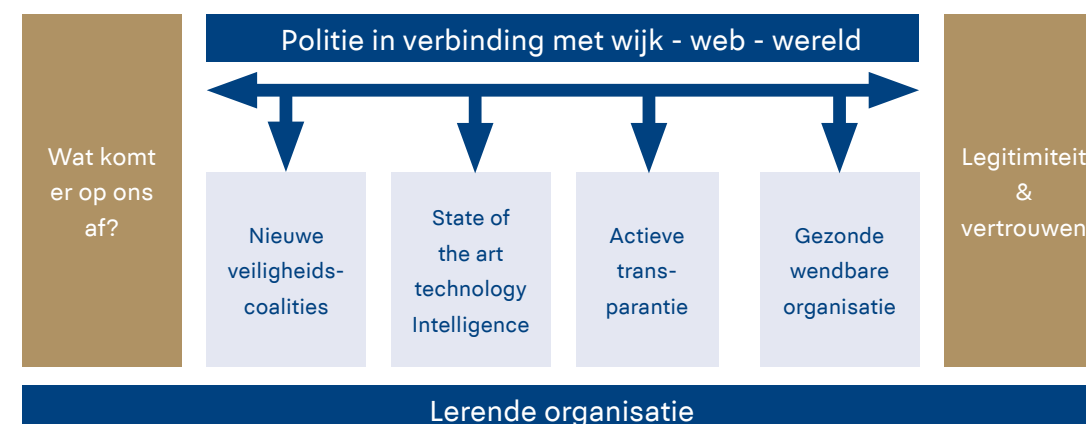 Politie in verbinding met wijk - web - wereld
Wat komt
er op ons
af?
Nieuwe
veiligheids-
coalities
State of
the art
technology
Intelligence
Actieve
trans-
parantie
Gezonde
wendbare
organisatie
Legitimiteit
&
vertrouwen
Lerende organisatie